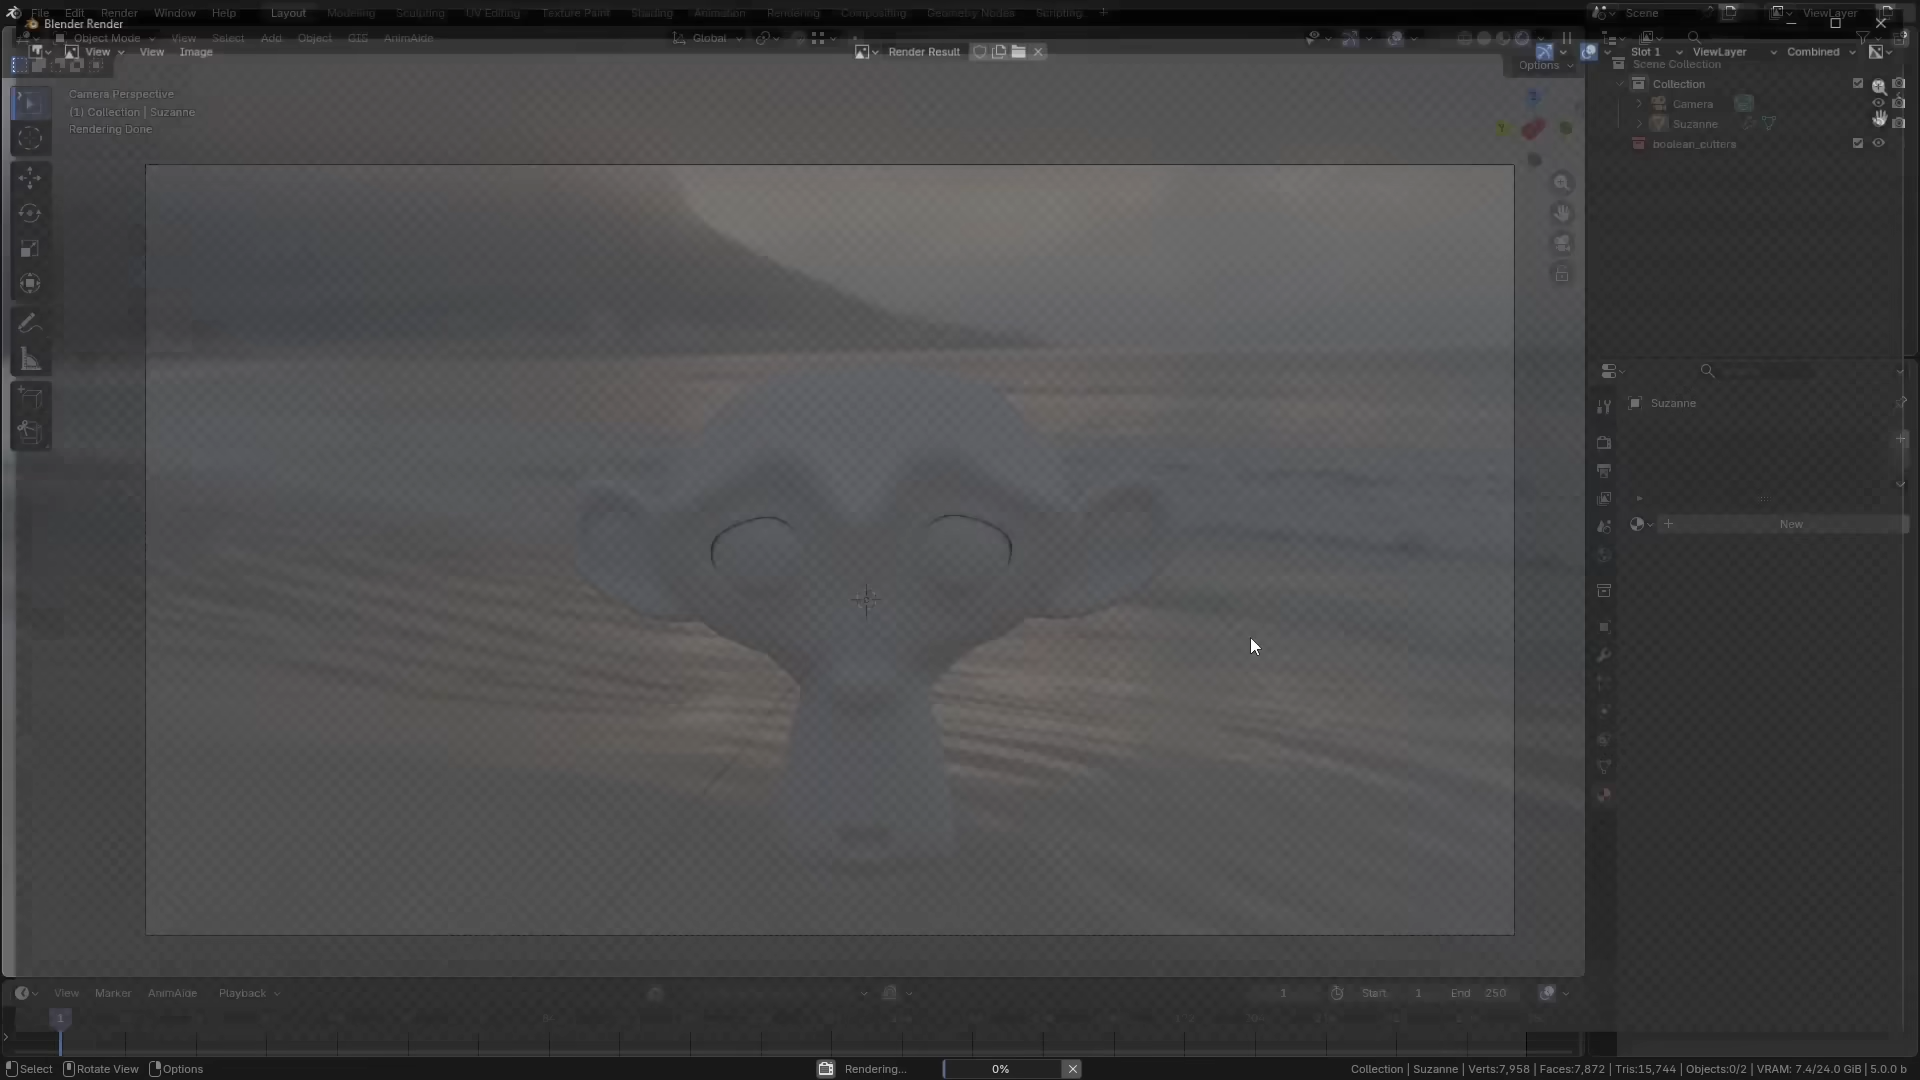 File Edit Render Window Help Layout Modeling Sculpting UV Editing Texture Paint Shading Animation Rendering Compositing Geometry Nodes Scripting + Scene ViewLayer
Blender Render
Object Mode View Select Add Object GIS AnimAide Global
View View Image Render Result Slot 1 ViewLayer Combined
Options
Scene Collection
Collection
Camera
Suzanne
boolean_cutters
Camera Perspective
(1) Collection | Suzanne
Rendering Done
Suzanne
New
View Marker AnimAide Playback 1 Start 1 End 250
1
Select Rotate View Options Rendering... 0% Collection | Suzanne | Verts:7,958 | Faces:7,872 | Tris:15,744 | Objects:0/2 | VRAM: 7.4/24.0 GiB | 5.0.0 b